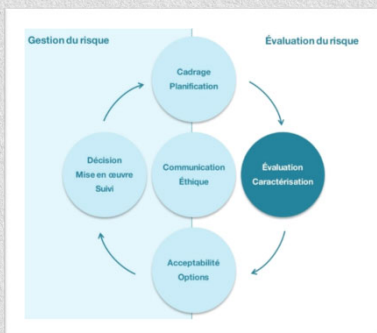 Gestion du risque
Évaluation du risque
Cadrage
Planification
Décision
Mise en œuvre
Suivi
Communication
Éthique
Évaluation
Caractérisation
Acceptabilité
Options